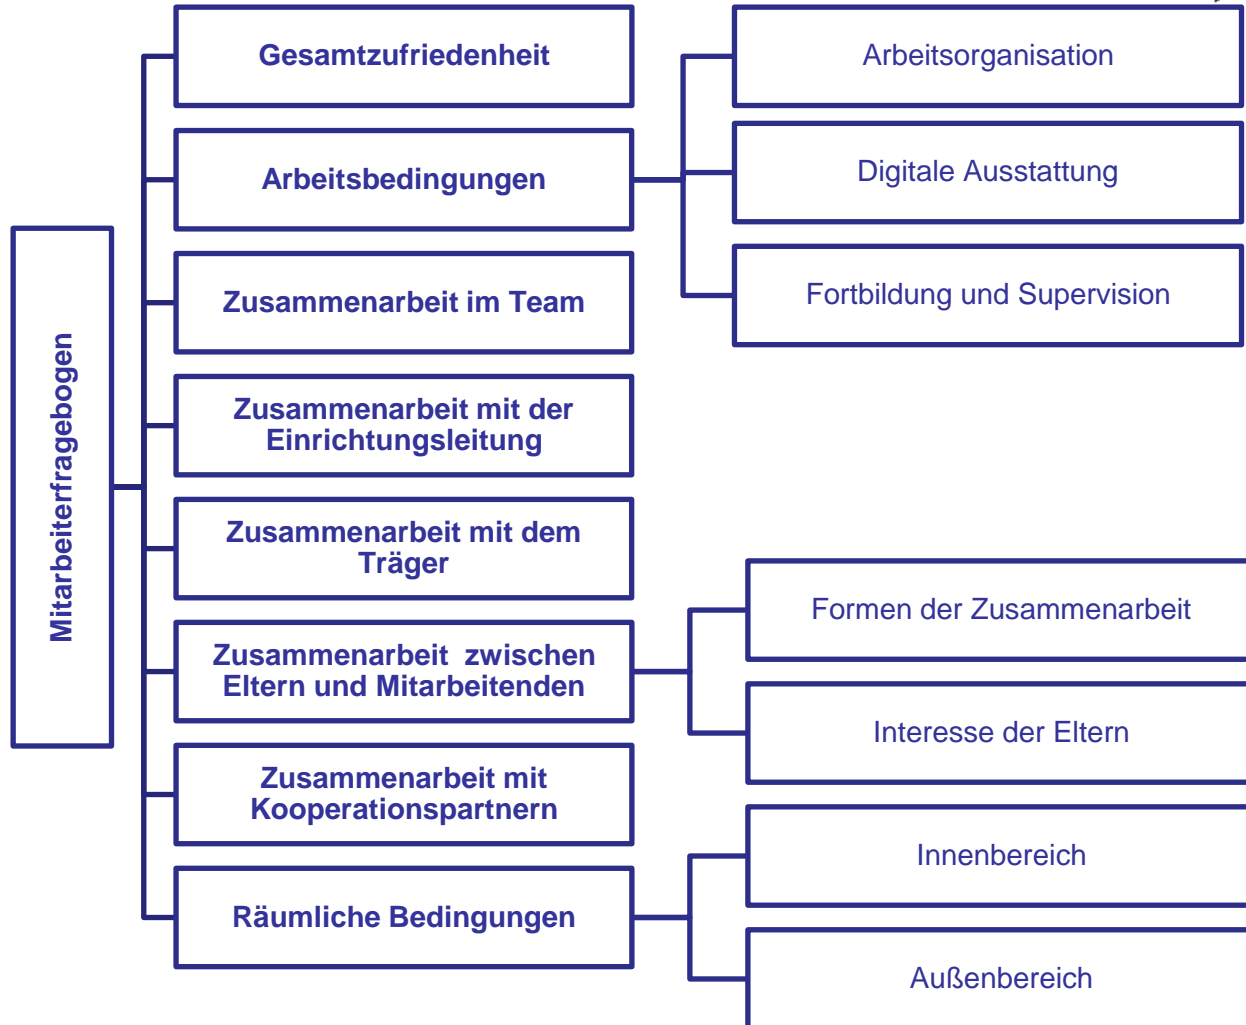 Mitarbeiterfragebogen
Gesamtzufriedenheit
Arbeitsbedingungen
Zusammenarbeit im Team
Zusammenarbeit mit der
Einrichtungsleitung
Zusammenarbeit mit dem
Träger
Zusammenarbeit zwischen
Eltern und Mitarbeitenden
Zusammenarbeit mit
Kooperationspartnern
Räumliche Bedingungen
Arbeitsorganisation
Digitale Ausstattung
Fortbildung und Supervision
Formen der Zusammenarbeit
Interesse der Eltern
Innenbereich
Außenbereich